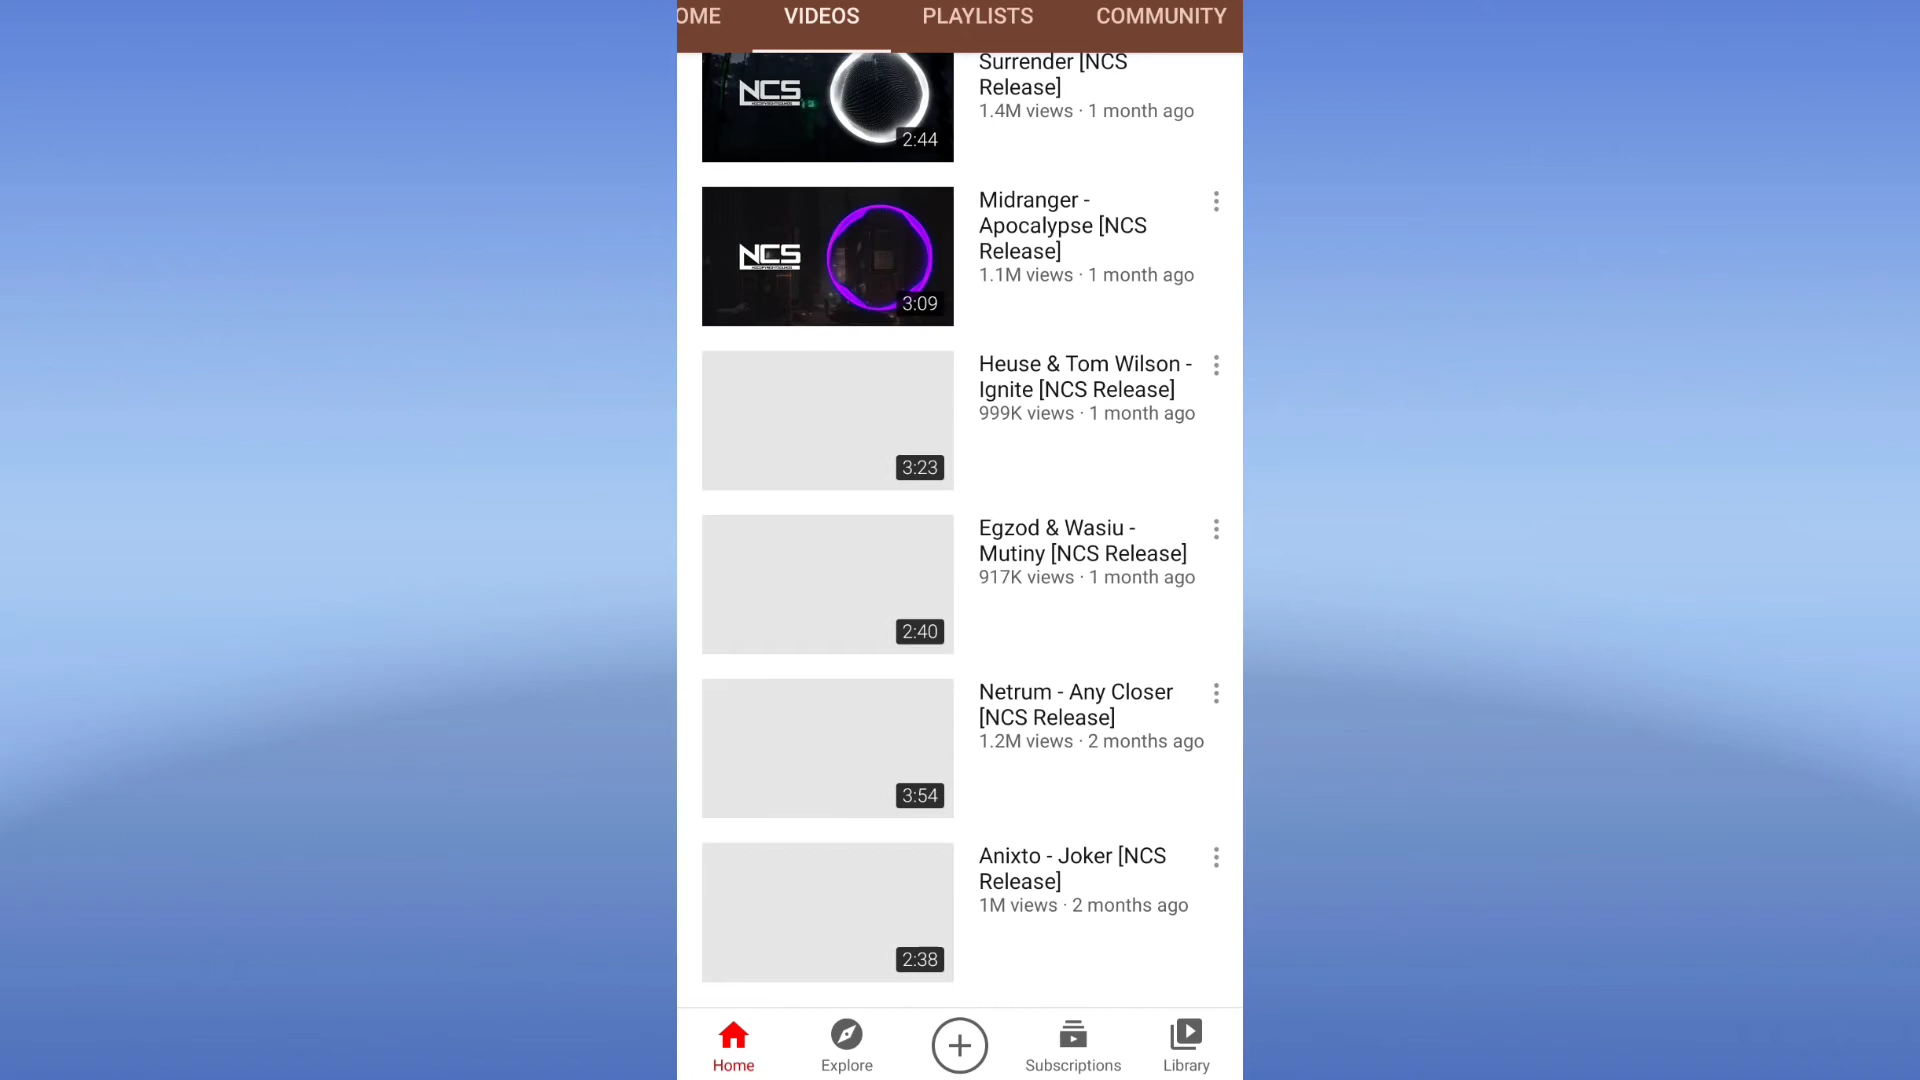 OME VIDEOS PLAYLISTS COMMUNITY
Surrender [NCS
Release]
1.4M views · 1 month ago
NCS
2:44
Midranger -
Apocalypse [NCS
Release]
1.1M views · 1 month ago
NCS
3:09
Heuse & Tom Wilson -
Ignite [NCS Release]
999K views · 1 month ago
3:23
Egzod & Wasiu -
Mutiny [NCS Release]
917K views · 1 month ago
2:40
Netrum - Any Closer
[NCS Release]
1.2M views · 2 months ago
3:54
Anixto - Joker [NCS
Release]
1M views · 2 months ago
2:38
Home Explore Subscriptions Library